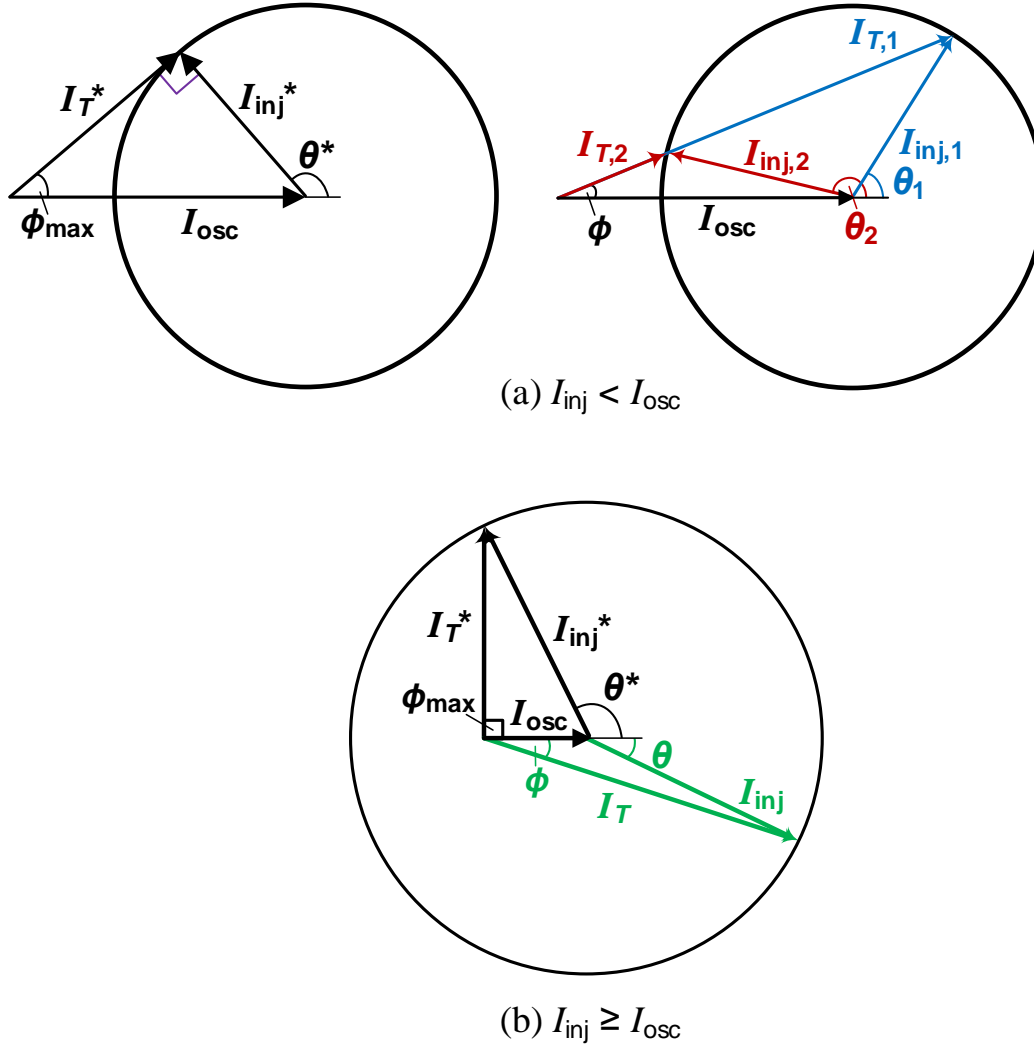 I_T* I_inj* θ*
ϕ_max I_osc
I_T,1
I_T,2 I_inj,2 I_inj,1
θ_1
ϕ I_osc θ_2
(a) I_inj < I_osc
I_T* I_inj*
θ*
ϕ_max I_osc
θ
ϕ I_inj
I_T
(b) I_inj ≥ I_osc